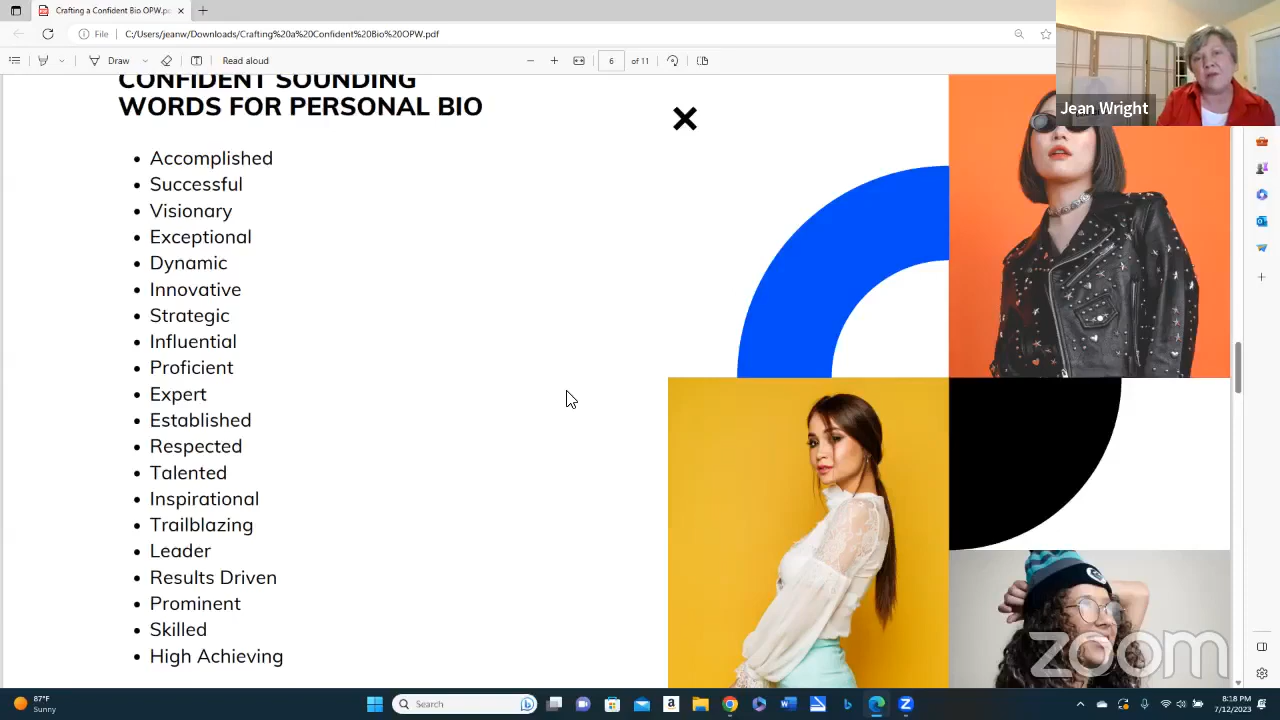 Crafting a Confident Bio OPW.p
File
C:/Users/jeanw/Downloads/Crafting%20a%20Confident%20Bio%20OPW.pdf
Draw
Read aloud
6
of 11
Jean Wright
CONFIDENT SOUNDING
WORDS FOR PERSONAL BIO
• Accomplished
• Successful
• Visionary
• Exceptional
• Dynamic
• Innovative
• Strategic
• Influential
• Proficient
• Expert
• Established
• Respected
• Talented
• Inspirational
• Trailblazing
• Leader
• Results Driven
• Prominent
• Skilled
• High Achieving
zoom
87°F
Sunny
Search
8:18 PM
7/12/2023